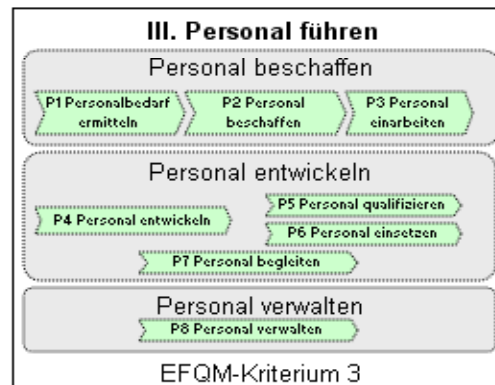 III. Personal führen
Personal beschaffen
P1 Personalbedarf ermitteln
P2 Personal beschaffen
P3 Personal einarbeiten
Personal entwickeln
P4 Personal entwickeln
P5 Personal qualifizieren
P6 Personal einsetzen
P7 Personal begleiten
Personal verwalten
P8 Personal verwalten
EFQM-Kriterium 3